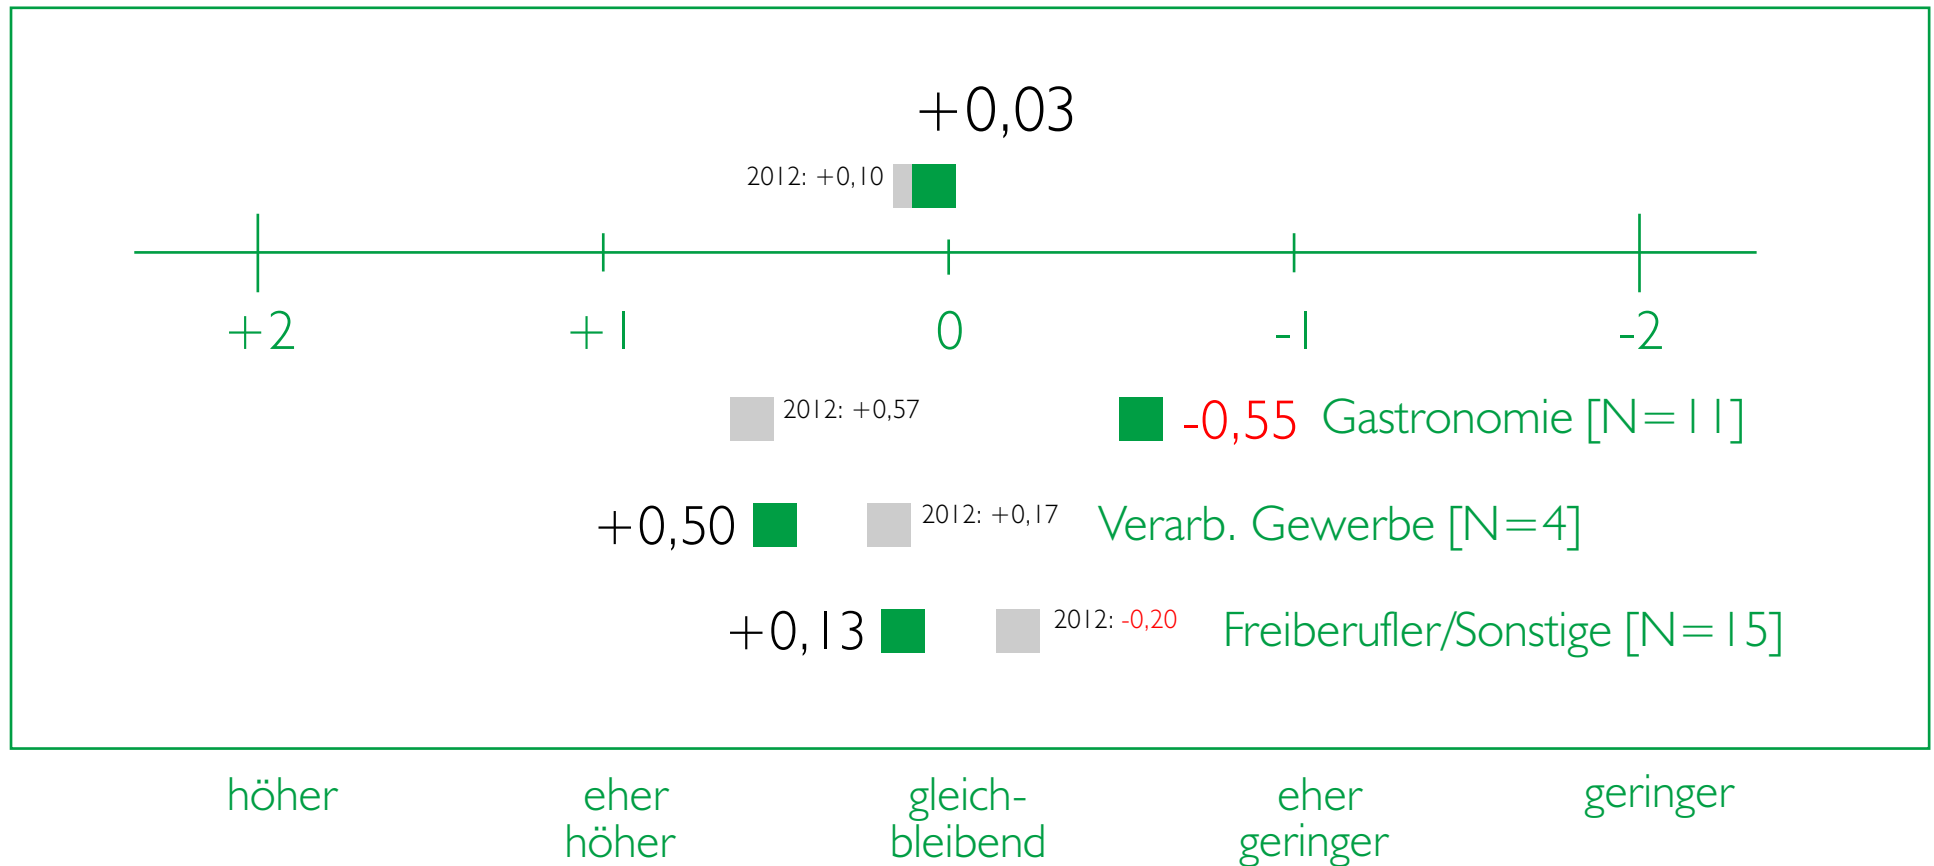 +0,03
2012: +0,10
+2 +1 0 -1 -2
2012: +0,57 -0,55 Gastronomie [N=11]
+0,50 2012: +0,17 Verarb. Gewerbe [N=4]
+0,13 2012: -0,20 Freiberufler/Sonstige [N=15]
höher eher gleich- eher geringer
höher bleibend geringer